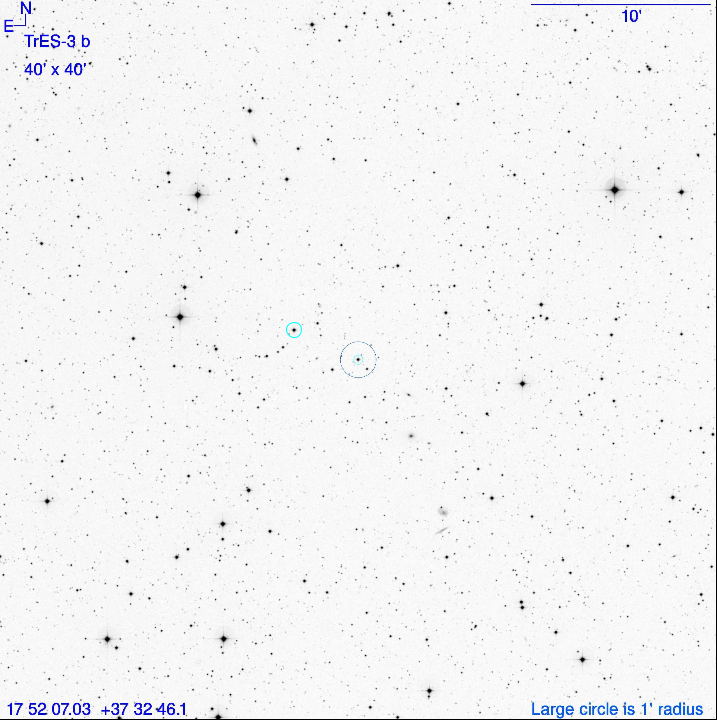 N
E
10'
TrES-3 b
40' x 40'
17 52 07.03 +37 32 46.1
Large circle is 1' radius